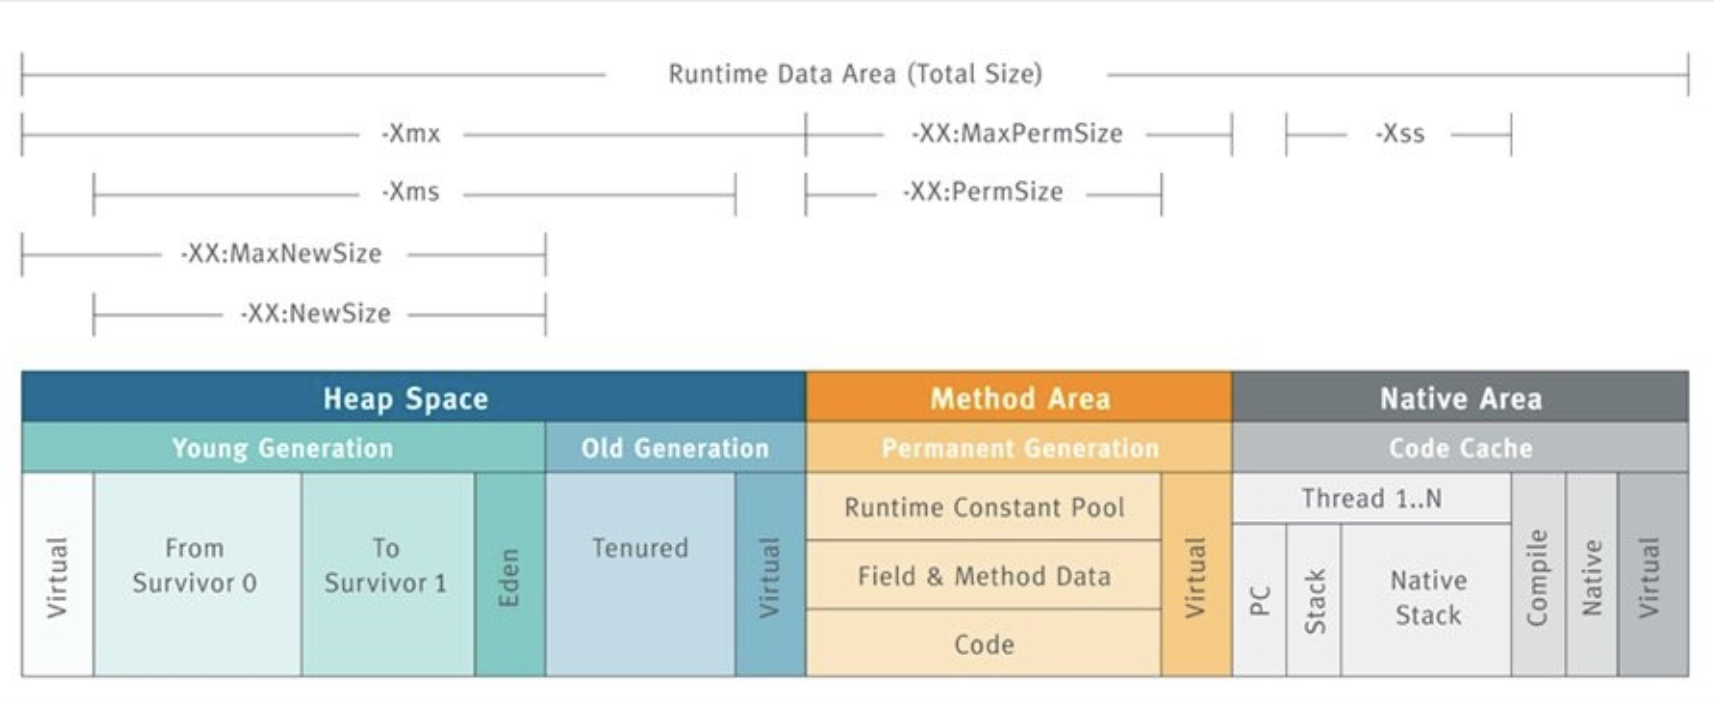 Runtime Data Area (Total Size)
-Xmx
-XX:MaxPermSize
-Xss
-Xms
-XX:PermSize
-XX:MaxNewSize
-XX:NewSize
Heap Space
Method Area
Native Area
Young Generation
Old Generation
Permanent Generation
Code Cache
Virtual
From
Survivor 0
To
Survivor 1
Eden
Tenured
Virtual
Runtime Constant Pool
Field & Method Data
Code
Virtual
Thread 1..N
PC
Stack
Native
Stack
Compile
Native
Virtual